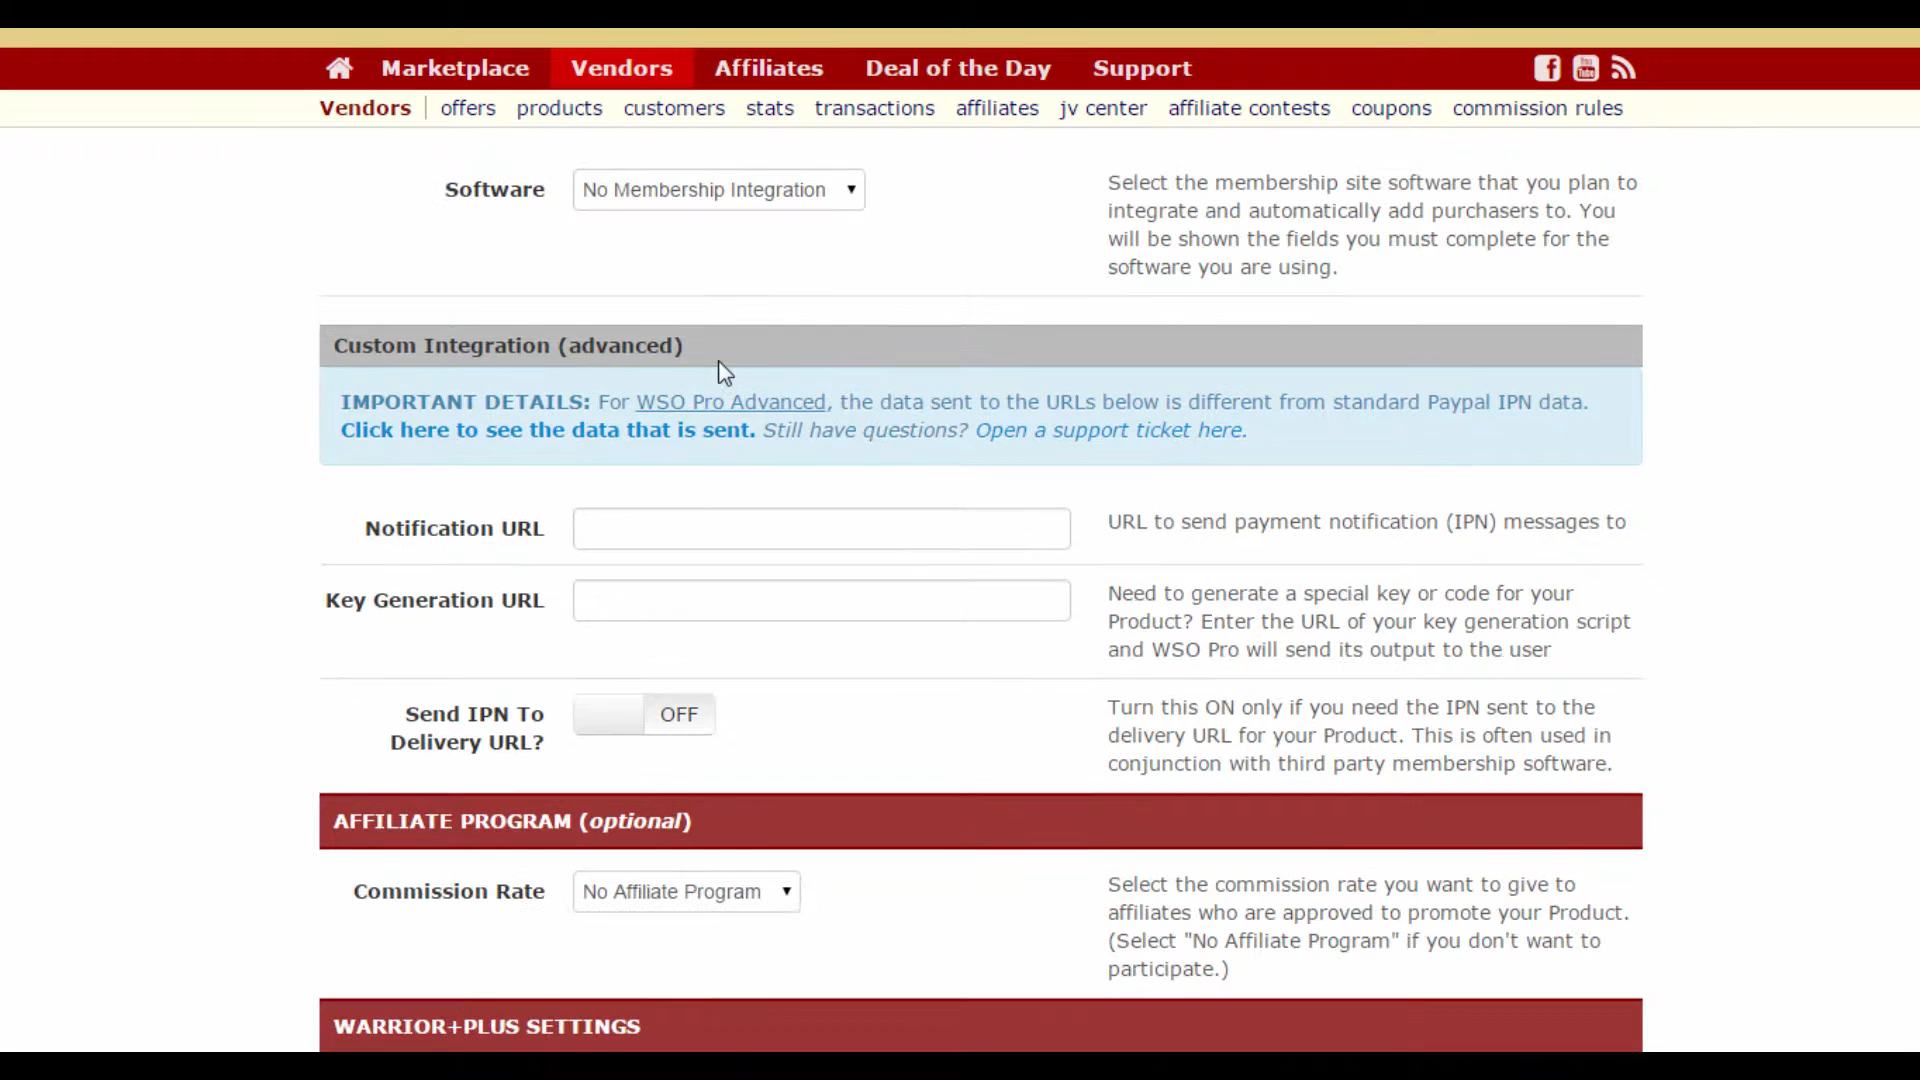 Marketplace Vendors Affiliates Deal of the Day Support
Vendors offers products customers stats transactions affiliates jv center affiliate contests coupons commission rules
Software
No Membership Integration
Select the membership site software that you plan to
integrate and automatically add purchasers to. You
will be shown the fields you must complete for the
software you are using.
Custom Integration (advanced)
IMPORTANT DETAILS: For WSO Pro Advanced, the data sent to the URLs below is different from standard Paypal IPN data.
Click here to see the data that is sent. Still have questions? Open a support ticket here.
Notification URL
URL to send payment notification (IPN) messages to
Key Generation URL
Need to generate a special key or code for your
Product? Enter the URL of your key generation script
and WSO Pro will send its output to the user
Send IPN To
Delivery URL?
OFF
Turn this ON only if you need the IPN sent to the
delivery URL for your Product. This is often used in
conjunction with third party membership software.
AFFILIATE PROGRAM (optional)
Commission Rate
No Affiliate Program
Select the commission rate you want to give to
affiliates who are approved to promote your Product.
(Select "No Affiliate Program" if you don't want to
participate.)
WARRIOR+PLUS SETTINGS